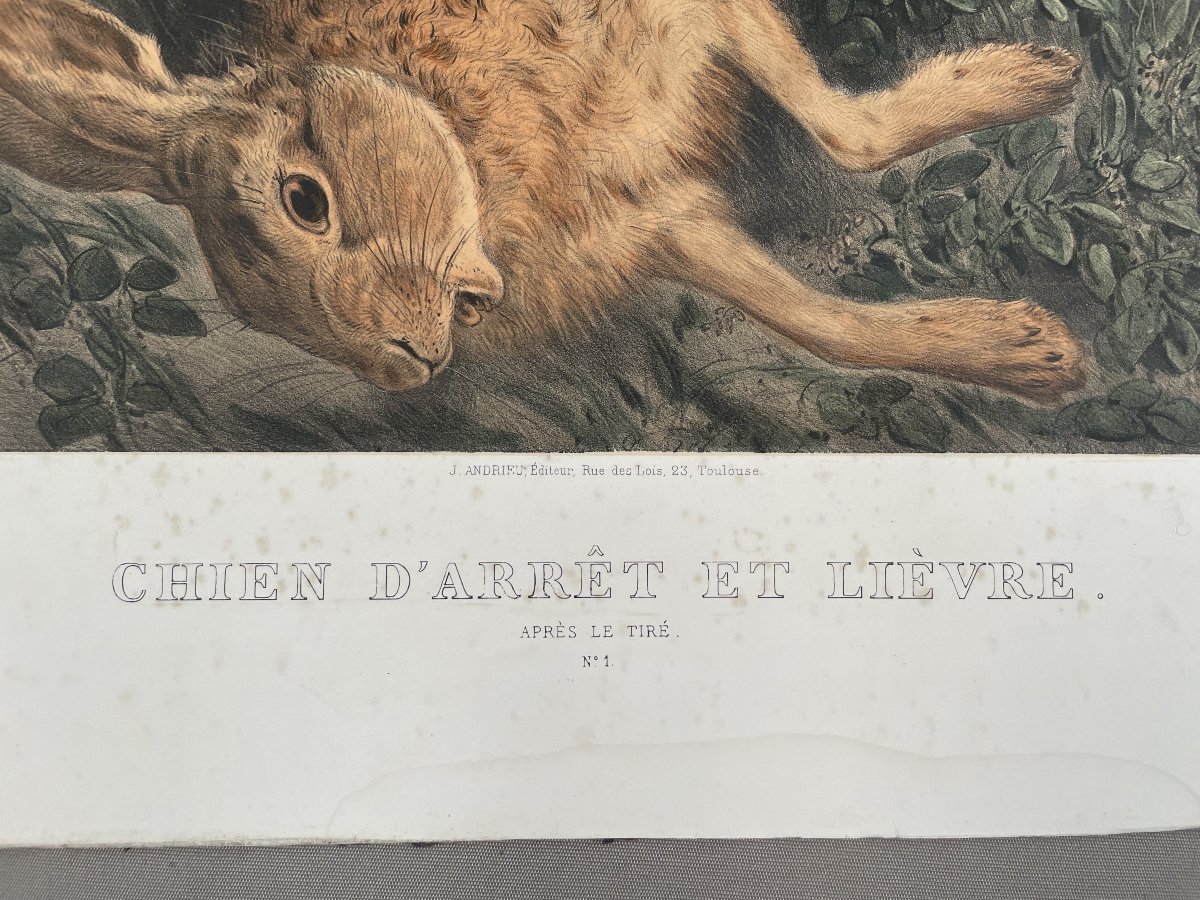 J. ANDRIEU, Éditeur, Rue des Lois, 23, Toulouse.
CHIEN D'ARRÊT ET LIÈVRE.
APRÈS LE TIRÉ.
N° 1.